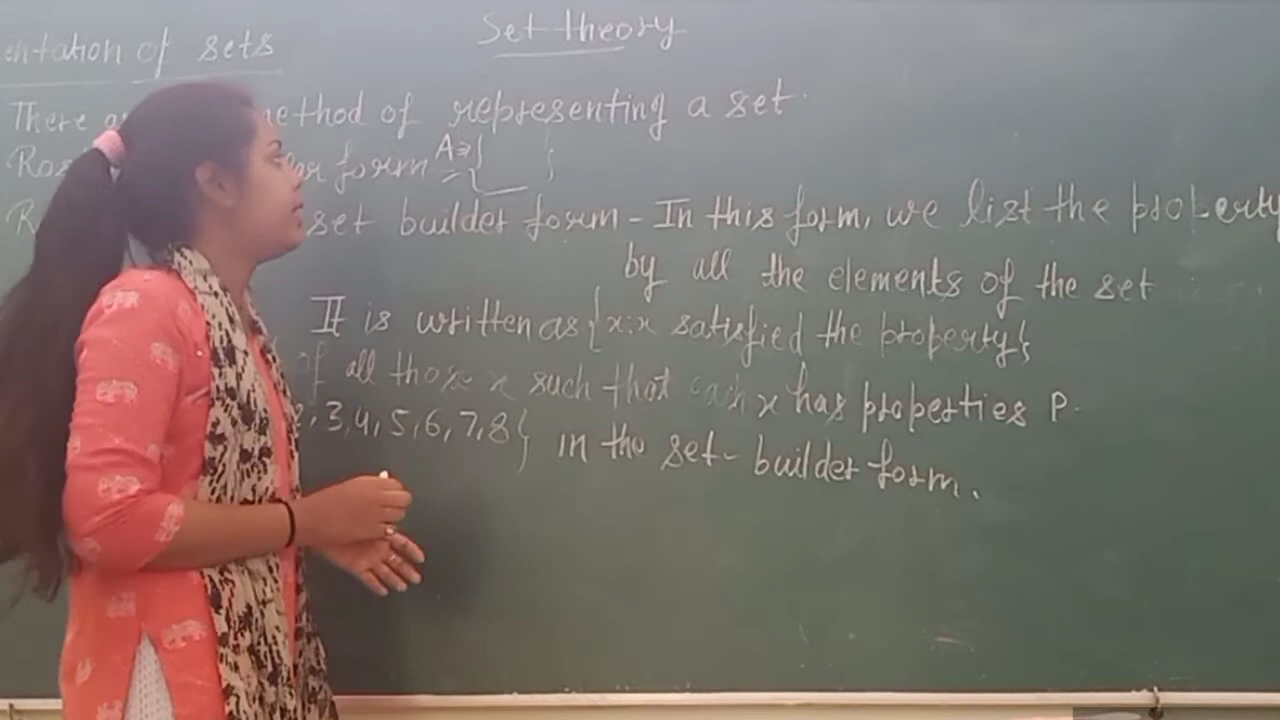 entation of sets
Set theory
There method of representing a set.
form A = {      }
set builder form - In this form, we list the property
by all the elements of the set
It is written as {x:x satisfied the property}
of all those x such that each x has properties P.
2,3,4,5,6,7,8} in the set-builder form.